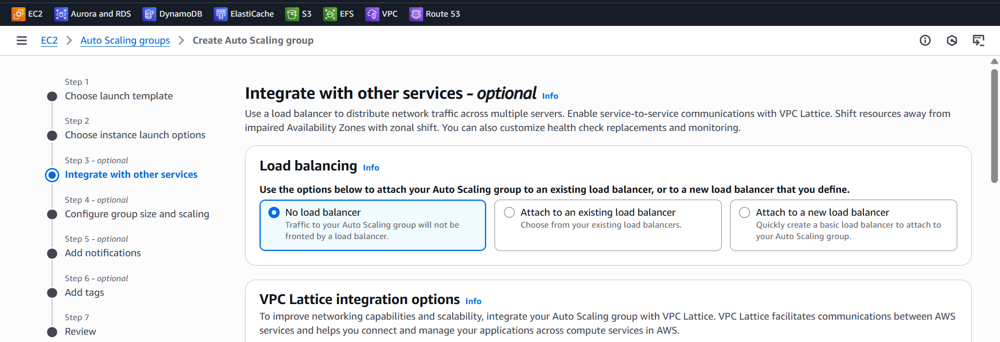 EC2 Aurora and RDS DynamoDB ElastiCache S3 EFS VPC Route 53
EC2 > Auto Scaling groups > Create Auto Scaling group
Step 1
Choose launch template
Step 2
Choose instance launch options
Step 3 - optional
Integrate with other services
Step 4 - optional
Configure group size and scaling
Step 5 - optional
Add notifications
Step 6 - optional
Add tags
Step 7
Review
Integrate with other services - optional Info
Use a load balancer to distribute network traffic across multiple servers. Enable service-to-service communications with VPC Lattice. Shift resources away from
impaired Availability Zones with zonal shift. You can also customize health check replacements and monitoring.
Load balancing Info
Use the options below to attach your Auto Scaling group to an existing load balancer, or to a new load balancer that you define.
No load balancer
Traffic to your Auto Scaling group will not be
fronted by a load balancer.
Attach to an existing load balancer
Choose from your existing load balancers.
Attach to a new load balancer
Quickly create a basic load balancer to attach to
your Auto Scaling group.
VPC Lattice integration options Info
To improve networking capabilities and scalability, integrate your Auto Scaling group with VPC Lattice. VPC Lattice facilitates communications between AWS
services and helps you connect and manage your applications across compute services in AWS.